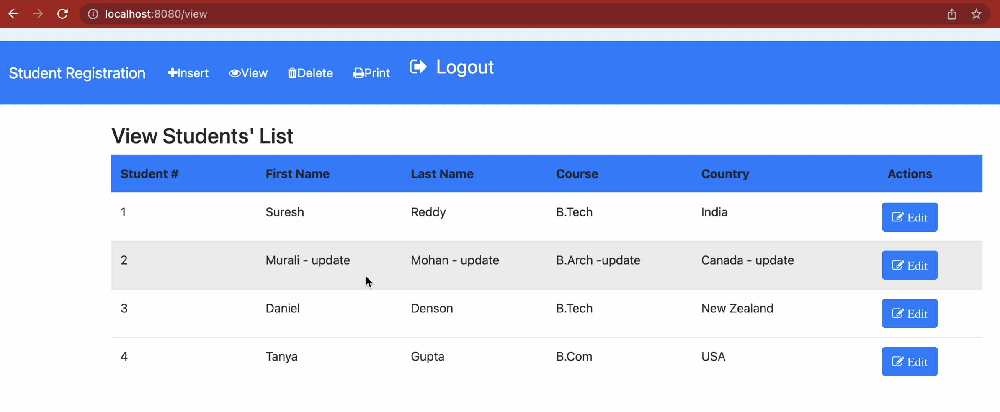 localhost:8080/view
Student Registration Insert View Delete Print Logout
View Students' List
Student # First Name Last Name Course Country Actions
1 Suresh Reddy B.Tech India Edit
2 Murali - update Mohan - update B.Arch -update Canada - update Edit
3 Daniel Denson B.Tech New Zealand Edit
4 Tanya Gupta B.Com USA Edit